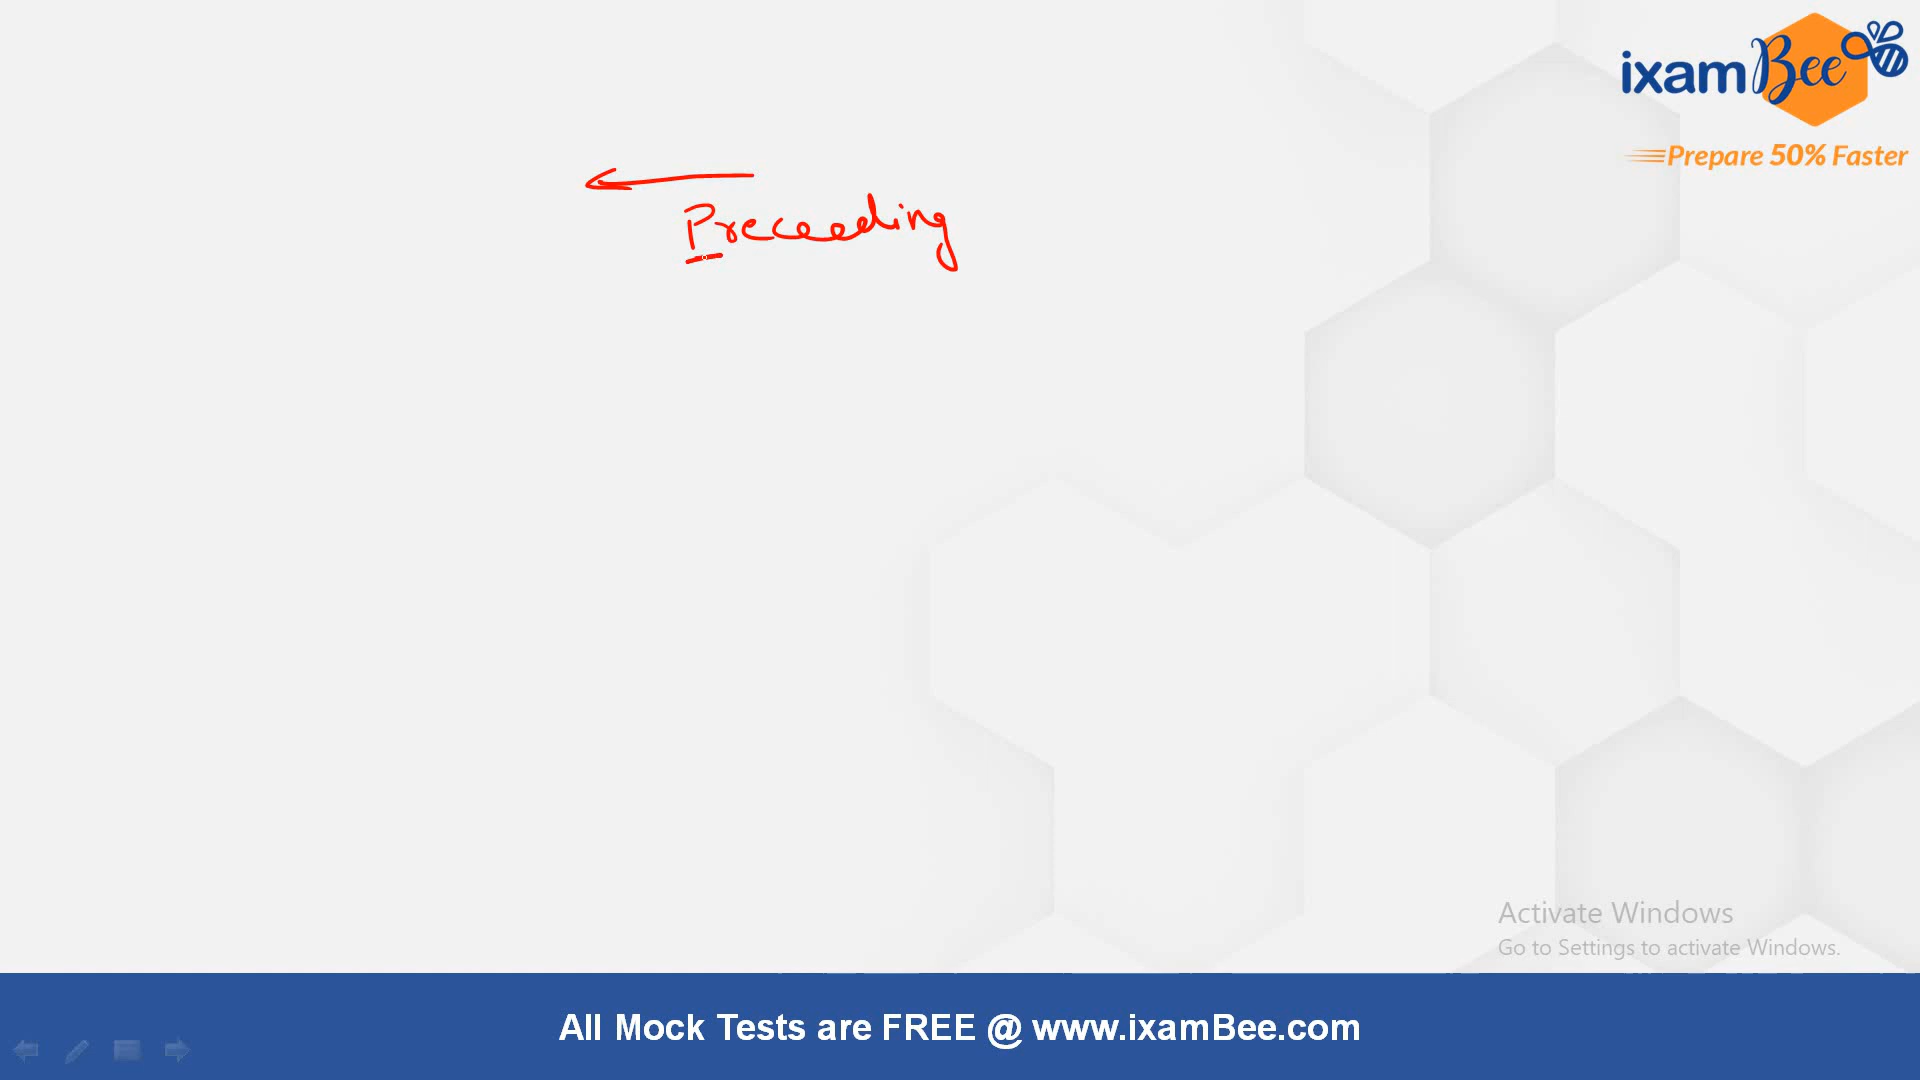 ixamBee
Prepare 50% Faster
Preceeding
Activate Windows
Go to Settings to activate Windows.
All Mock Tests are FREE @ www.ixamBee.com